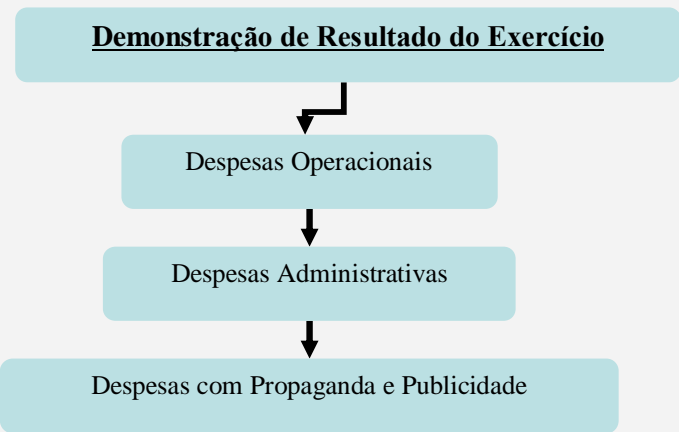 Demonstração de Resultado do Exercício
Despesas Operacionais
Despesas Administrativas
Despesas com Propaganda e Publicidade